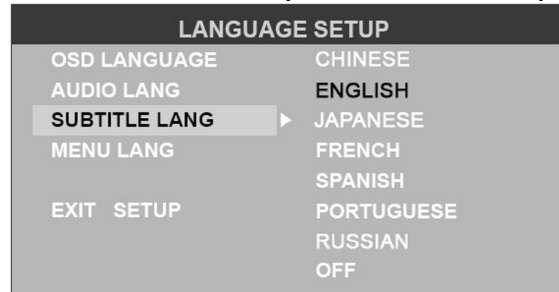 LANGUAGE SETUP
OSD LANGUAGE
AUDIO LANG
SUBTITLE LANG
MENU LANG
EXIT SETUP
CHINESE
ENGLISH
JAPANESE
FRENCH
SPANISH
PORTUGUESE
RUSSIAN
OFF